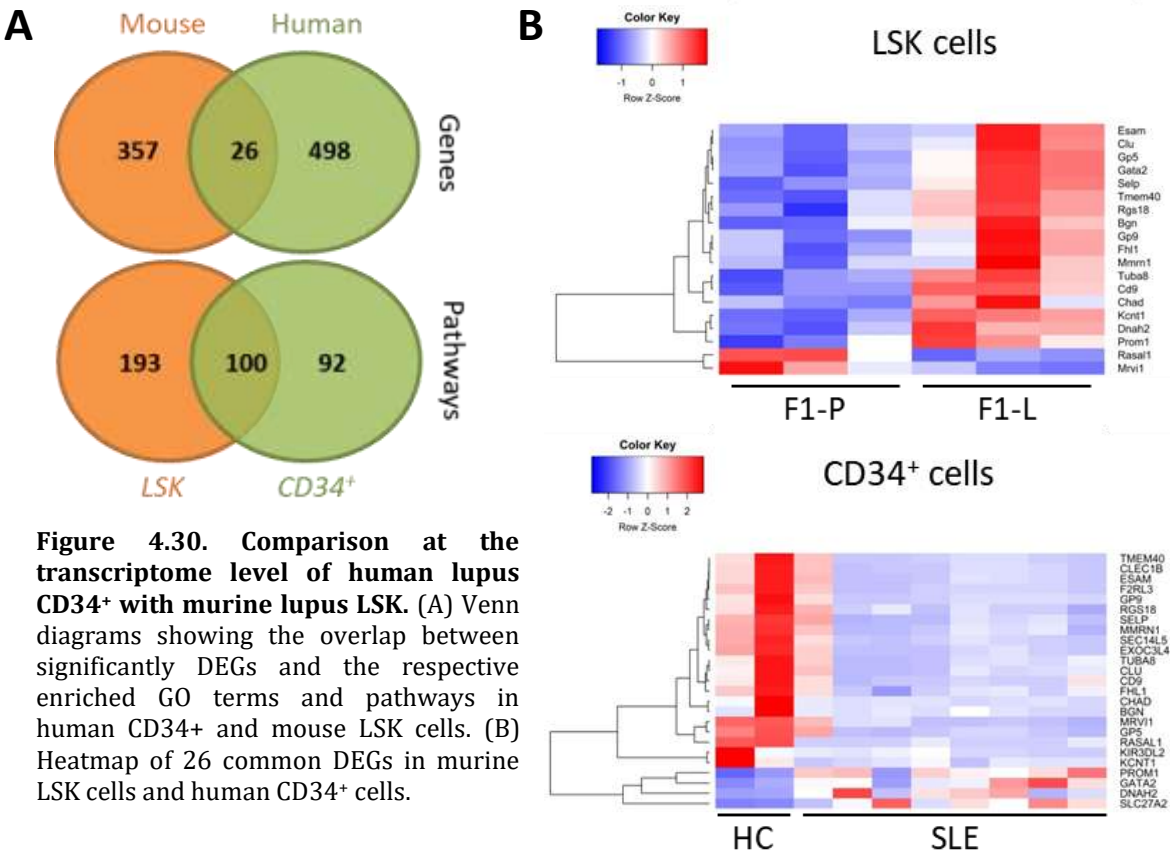 A
Mouse
Human
357
26
498
Genes
193
100
92
Pathways
LSK
CD34+
Figure 4.30. Comparison at the
transcriptome level of human lupus
CD34+ with murine lupus LSK. (A) Venn
diagrams showing the overlap between
significantly DEGs and the respective
enriched GO terms and pathways in
human CD34+ and mouse LSK cells. (B)
Heatmap of 26 common DEGs in murine
LSK cells and human CD34+ cells.
B
Color Key
-1 0 1
Row Z-Score
LSK cells
Esam
Clu
Gp5
Gata2
Selp
Tmem40
Rgs18
Bgn
Gp9
Fhl1
Mmrn1
Tuba8
Cd9
Chad
Kcnt1
Dnah2
Prom1
Rasal1
Mrvi1
F1-P
F1-L
Color Key
-2 -1 0 1 2
Row Z-Score
CD34+ cells
TMEM40
CLEC1B
ESAM
F2RL3
GP9
RGS18
SELP
MMRN1
SEC14L5
EXOC3L4
TUBA8
CLU
CD9
FHL1
CHAD
BGN
MRVI1
GP5
RASAL1
KIR3DL2
KCNT1
PROM1
GATA2
DNAH2
SLC27A2
HC
SLE